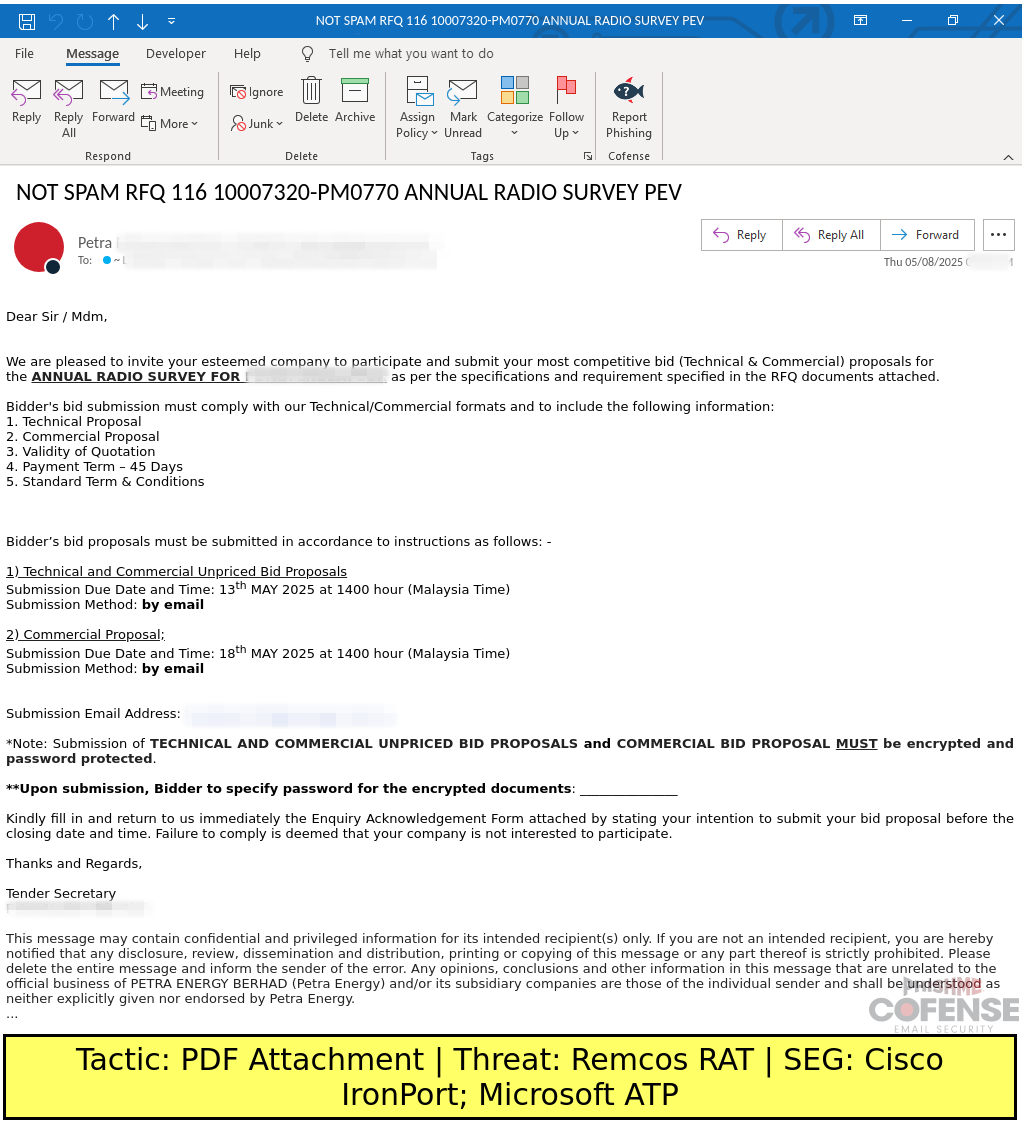 NOT SPAM RFQ 116 10007320-PM0770 ANNUAL RADIO SURVEY PEV
File Message Developer Help Tell me what you want to do
Reply Reply All Forward Meeting More Ignore Junk Delete Archive Assign Policy Mark Unread Categorize Follow Up Report Phishing
Respond Delete Tags Cofense
NOT SPAM RFQ 116 10007320-PM0770 ANNUAL RADIO SURVEY PEV
Petra
Reply Reply All Forward
To: ~
Thu 05/08/2025
Dear Sir / Mdm,
We are pleased to invite your esteemed company to participate and submit your most competitive bid (Technical & Commercial) proposals for
the ANNUAL RADIO SURVEY FOR as per the specifications and requirement specified in the RFQ documents attached.
Bidder's bid submission must comply with our Technical/Commercial formats and to include the following information:
1. Technical Proposal
2. Commercial Proposal
3. Validity of Quotation
4. Payment Term – 45 Days
5. Standard Term & Conditions
Bidder’s bid proposals must be submitted in accordance to instructions as follows: -
1) Technical and Commercial Unpriced Bid Proposals
Submission Due Date and Time: 13th MAY 2025 at 1400 hour (Malaysia Time)
Submission Method: by email
2) Commercial Proposal;
Submission Due Date and Time: 18th MAY 2025 at 1400 hour (Malaysia Time)
Submission Method: by email
Submission Email Address:
*Note: Submission of TECHNICAL AND COMMERCIAL UNPRICED BID PROPOSALS and COMMERCIAL BID PROPOSAL MUST be encrypted and
password protected.
**Upon submission, Bidder to specify password for the encrypted documents: _______________
Kindly fill in and return to us immediately the Enquiry Acknowledgement Form attached by stating your intention to submit your bid proposal before the
closing date and time. Failure to comply is deemed that your company is not interested to participate.
Thanks and Regards,
Tender Secretary
This message may contain confidential and privileged information for its intended recipient(s) only. If you are not an intended recipient, you are hereby
notified that any disclosure, review, dissemination and distribution, printing or copying of this message or any part thereof is strictly prohibited. Please
delete the entire message and inform the sender of the error. Any opinions, conclusions and other information in this message that are unrelated to the
official business of PETRA ENERGY BERHAD (Petra Energy) and/or its subsidiary companies are those of the individual sender and shall be understood as
neither explicitly given nor endorsed by Petra Energy.
...
PHISHME
COFENSE
EMAIL SECURITY
Tactic: PDF Attachment | Threat: Remcos RAT | SEG: Cisco
IronPort; Microsoft ATP